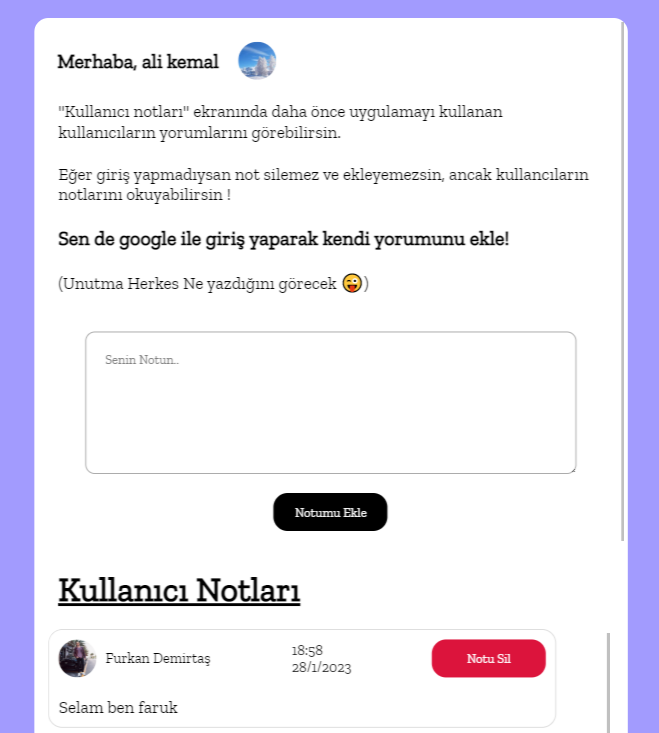 Merhaba, ali kemal
"Kullanıcı notları" ekranında daha önce uygulamayı kullanan
kullanıcıların yorumlarını görebilirsin.
Eğer giriş yapmadıysan not silemez ve ekleyemezsin, ancak kullancıların
notlarını okuyabilirsin !
Sen de google ile giriş yaparak kendi yorumunu ekle!
(Unutma Herkes Ne yazdığını görecek 😜)
Senin Notun..
Notumu Ekle
Kullanıcı Notları
Furkan Demirtaş
18:58
28/1/2023
Notu Sil
Selam ben faruk